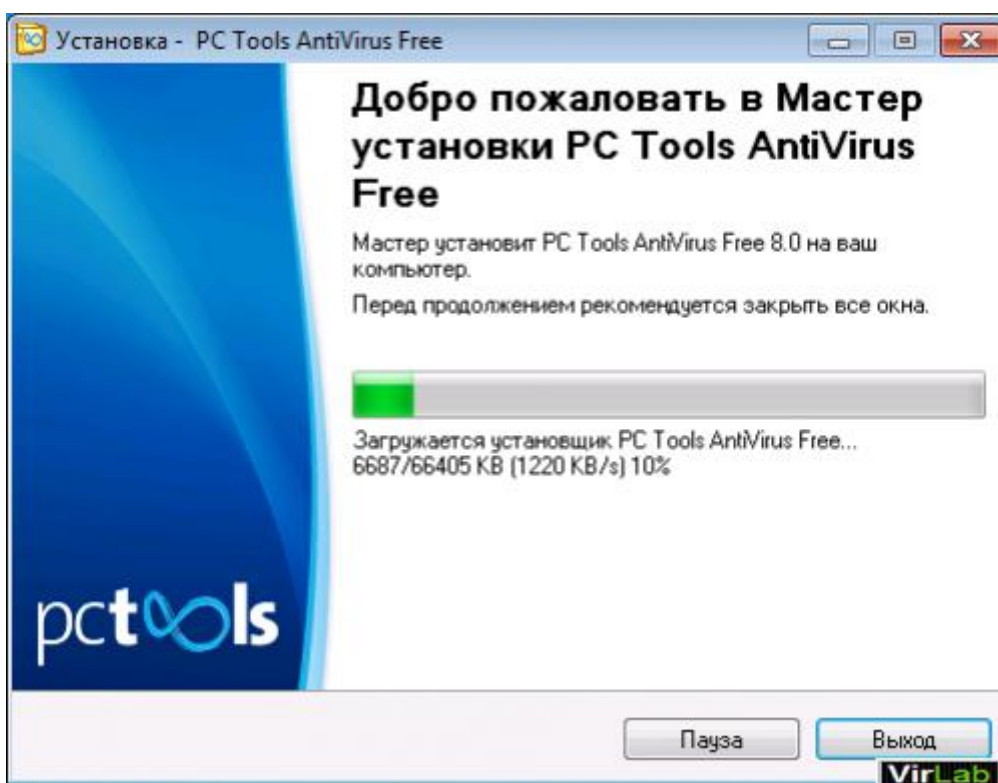 Установка - PC Tools AntiVirus Free
Добро пожаловать в Мастер
установки PC Tools AntiVirus
Free
Мастер установит PC Tools AntiVirus Free 8.0 на ваш
компьютер.
Перед продолжением рекомендуется закрыть все окна.
Загружается установщик PC Tools AntiVirus Free...
6687/66405 KB (1220 KB/s) 10%
pctools
Пауза
Выход
VirLab